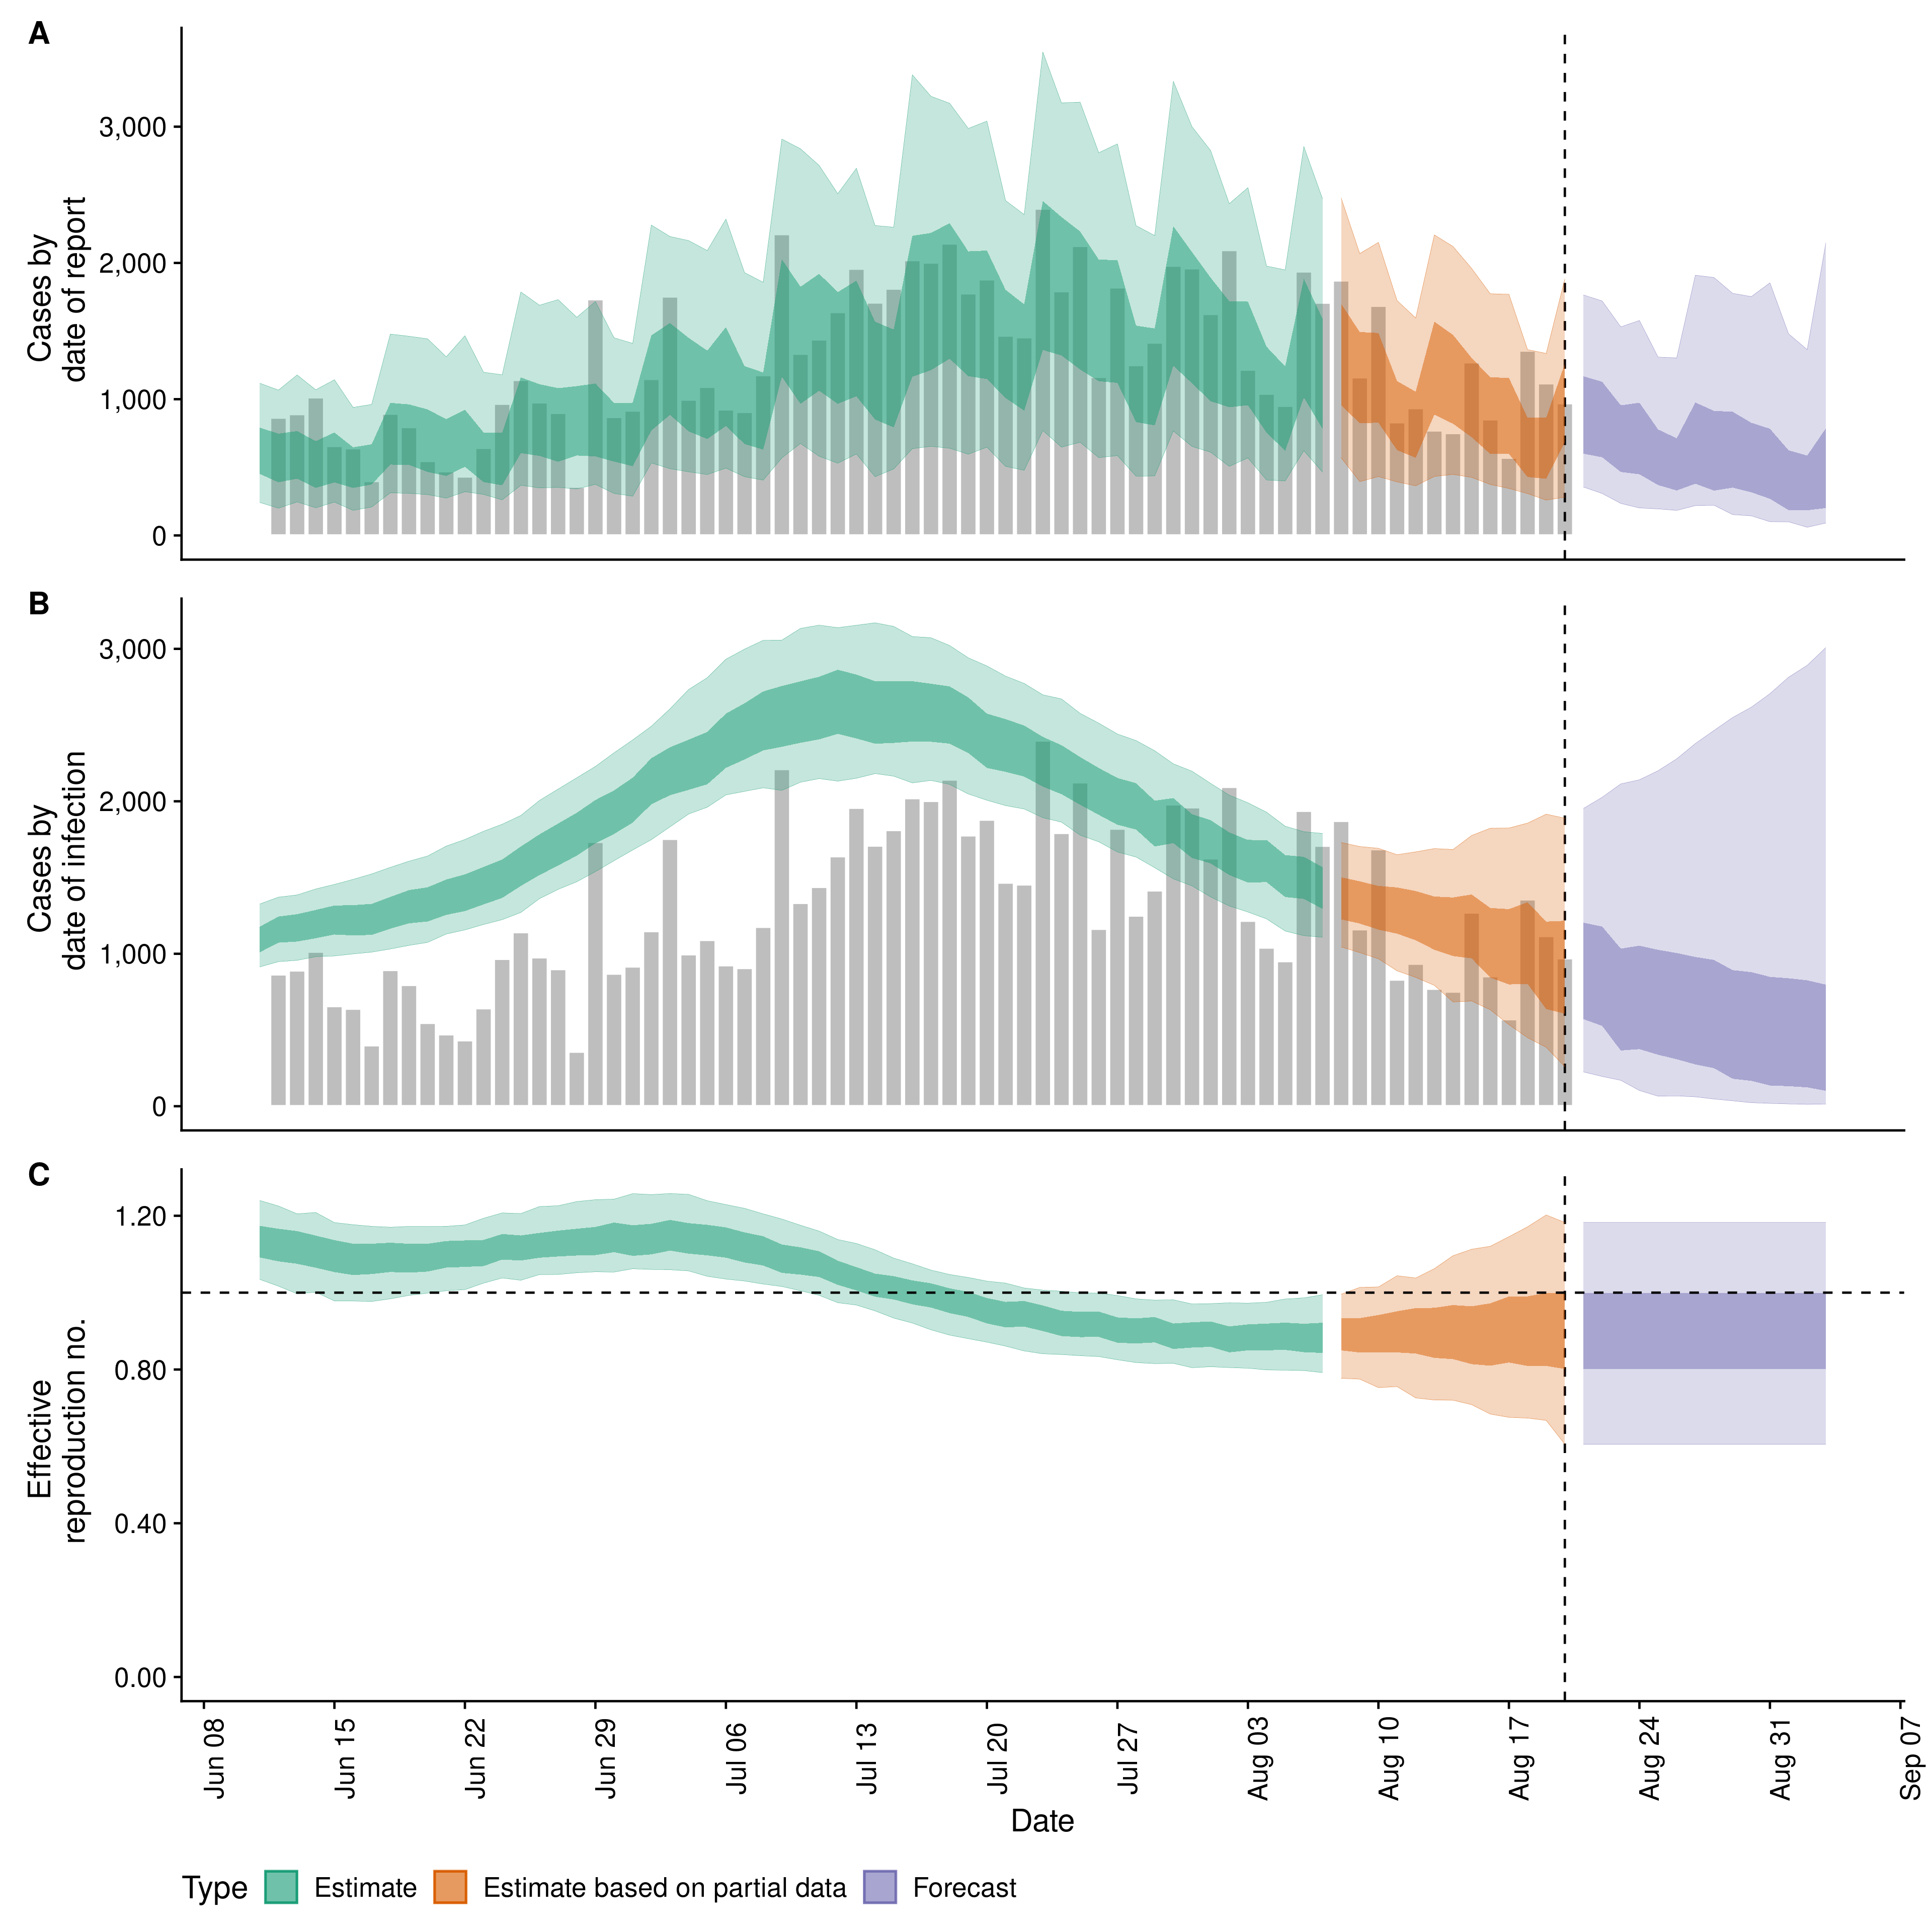 A
Cases by
date of report
3,000
2,000
1,000
0
B
Cases by
date of infection
3,000
2,000
1,000
0
C
Effective
reproduction no.
1.20
0.80
0.40
0.00
Jun 08
Jun 15
Jun 22
Jun 29
Jul 06
Jul 13
Jul 20
Jul 27
Aug 03
Aug 10
Aug 17
Aug 24
Aug 31
Sep 07
Date
Type Estimate Estimate based on partial data Forecast